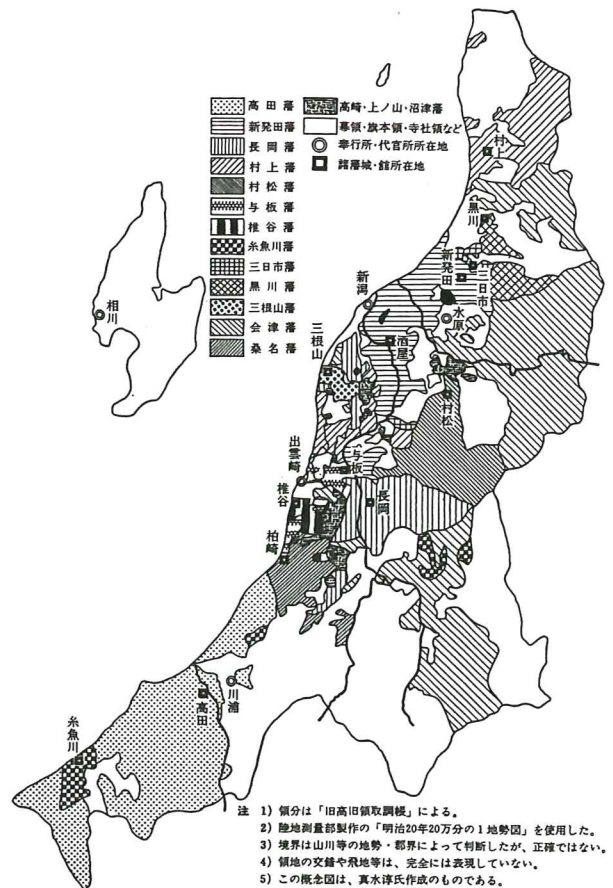 高田藩
新発田藩
長岡藩
村上藩
村松藩
与板藩
椎谷藩
糸魚川藩
三日市藩
黒川藩
三根山藩
会津藩
桑名藩
高崎・上ノ山・沼津藩
幕領・旗本領・寺社領など
奉行所・代官所所在地
諸藩城・館所在地
村上
黒川
三日市
新発田
水原
新潟
酒屋
村松
三根山
相川
出雲崎
与板
椎谷
長岡
柏崎
川浦
高田
糸魚川
注 1) 領分は「旧高旧領取調帳」による。
2) 陸地測量部製作の「明治20年20万分の1地勢図」を使用した。
3) 境界は山川等の地勢・郡界によって判断したが、正確ではない。
4) 領地の交錯や飛地等は、完全には表現していない。
5) この概念図は、真水淳氏作成のものである。